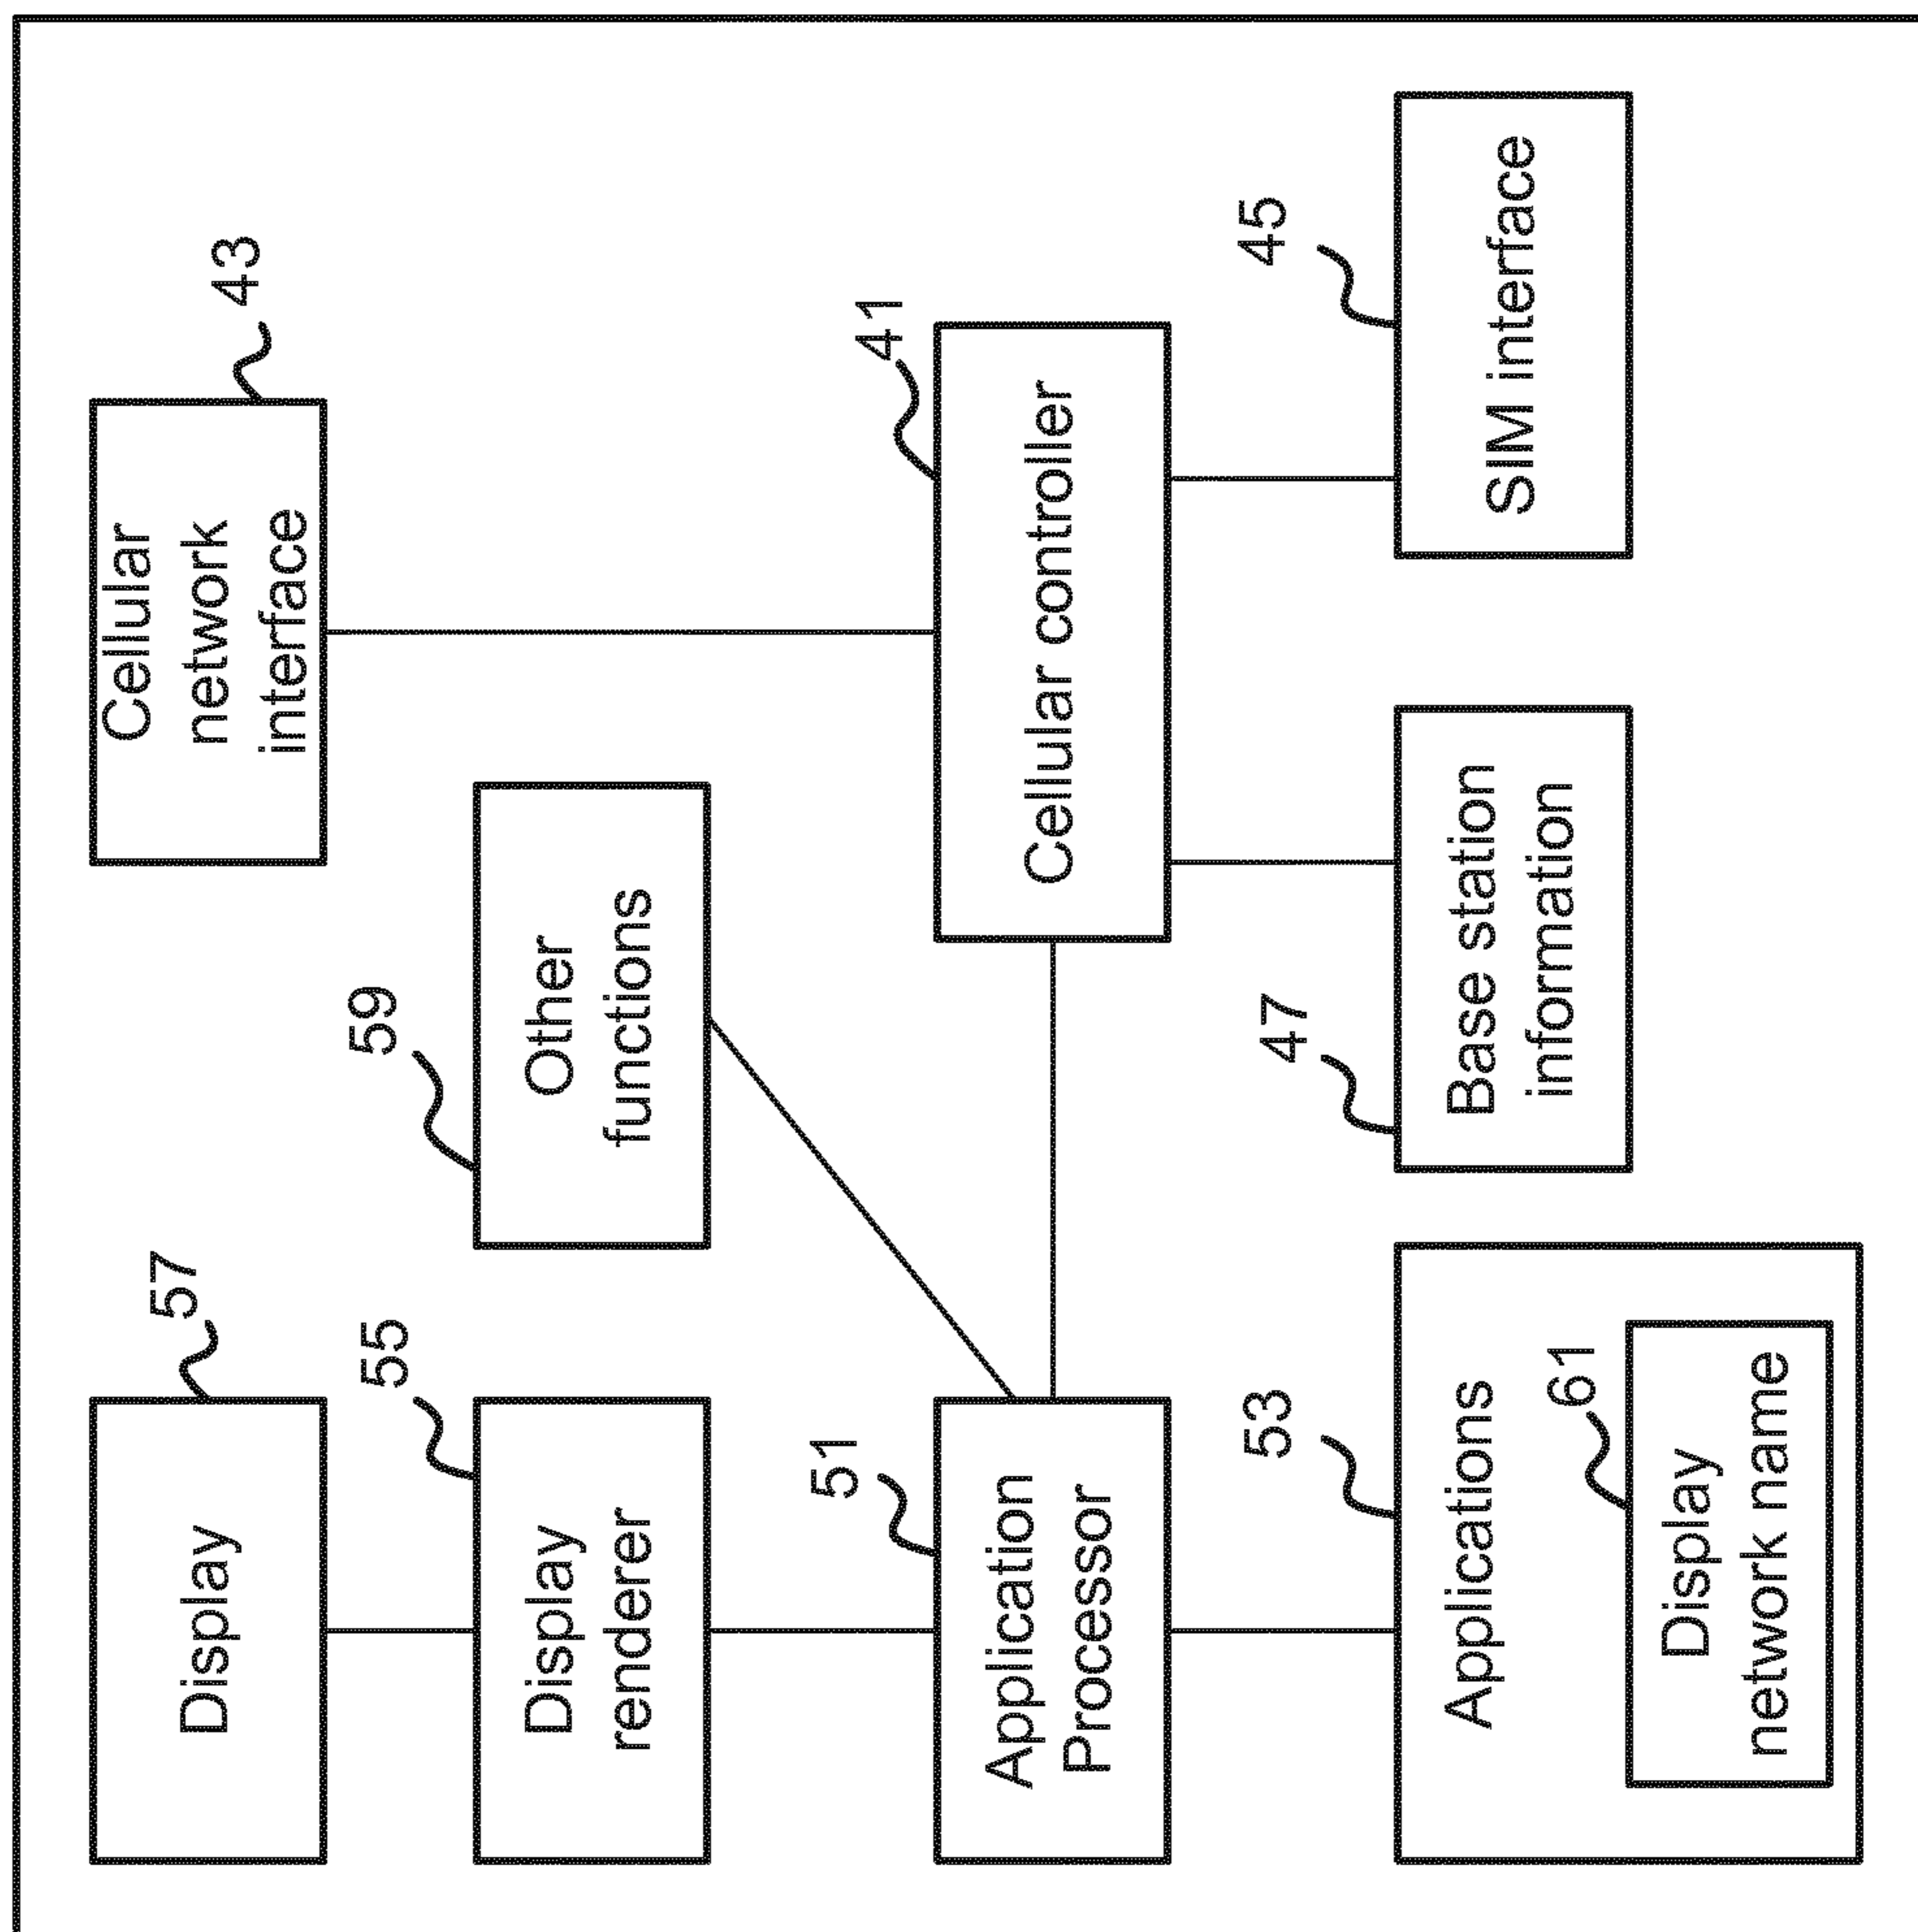 57
Display
55
Display
renderer
59
Other
functions
43
Cellular
network
interface
51
Application
Processor
41
Cellular controller
53
Applications
61
Display
network name
47
Base station
information
45
SIM interface